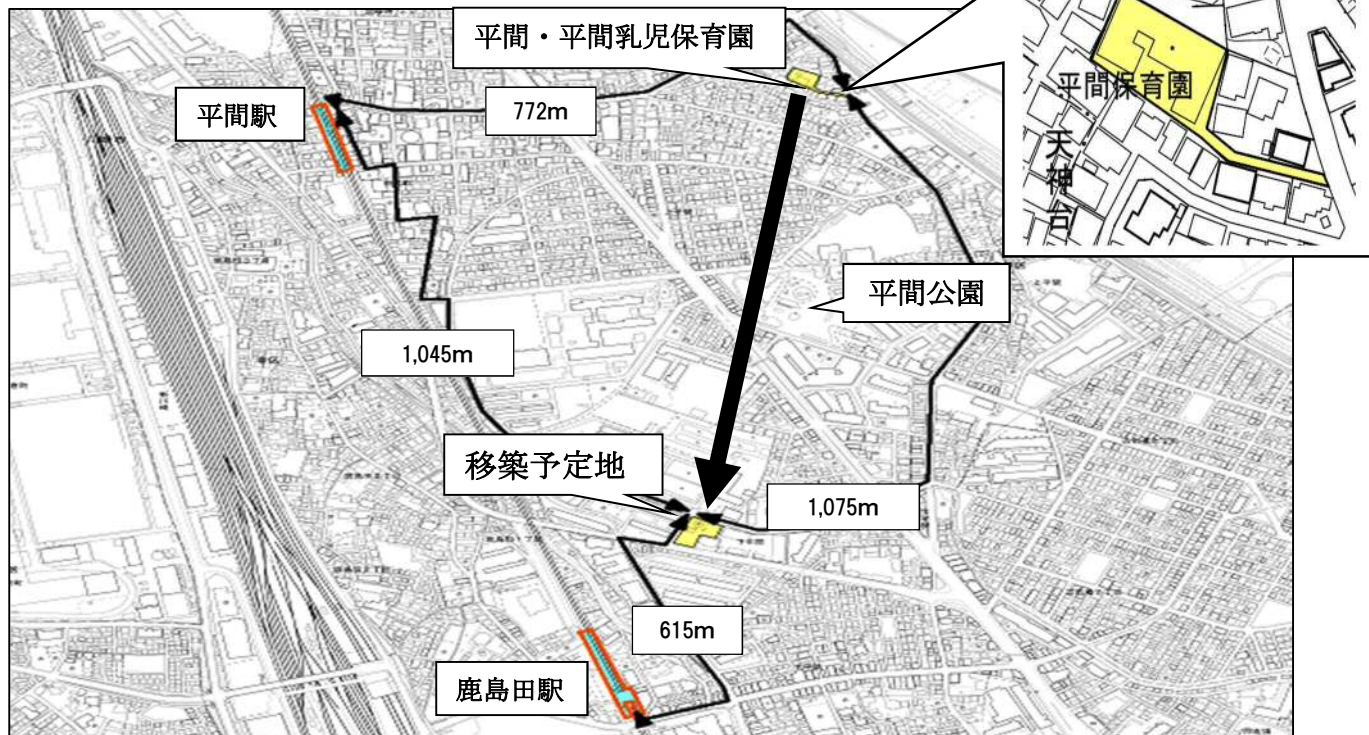 平間・平間乳児保育園
平間保育園
天神台
772m
平間駅
平間公園
1,045m
移築予定地
1,075m
615m
鹿島田駅